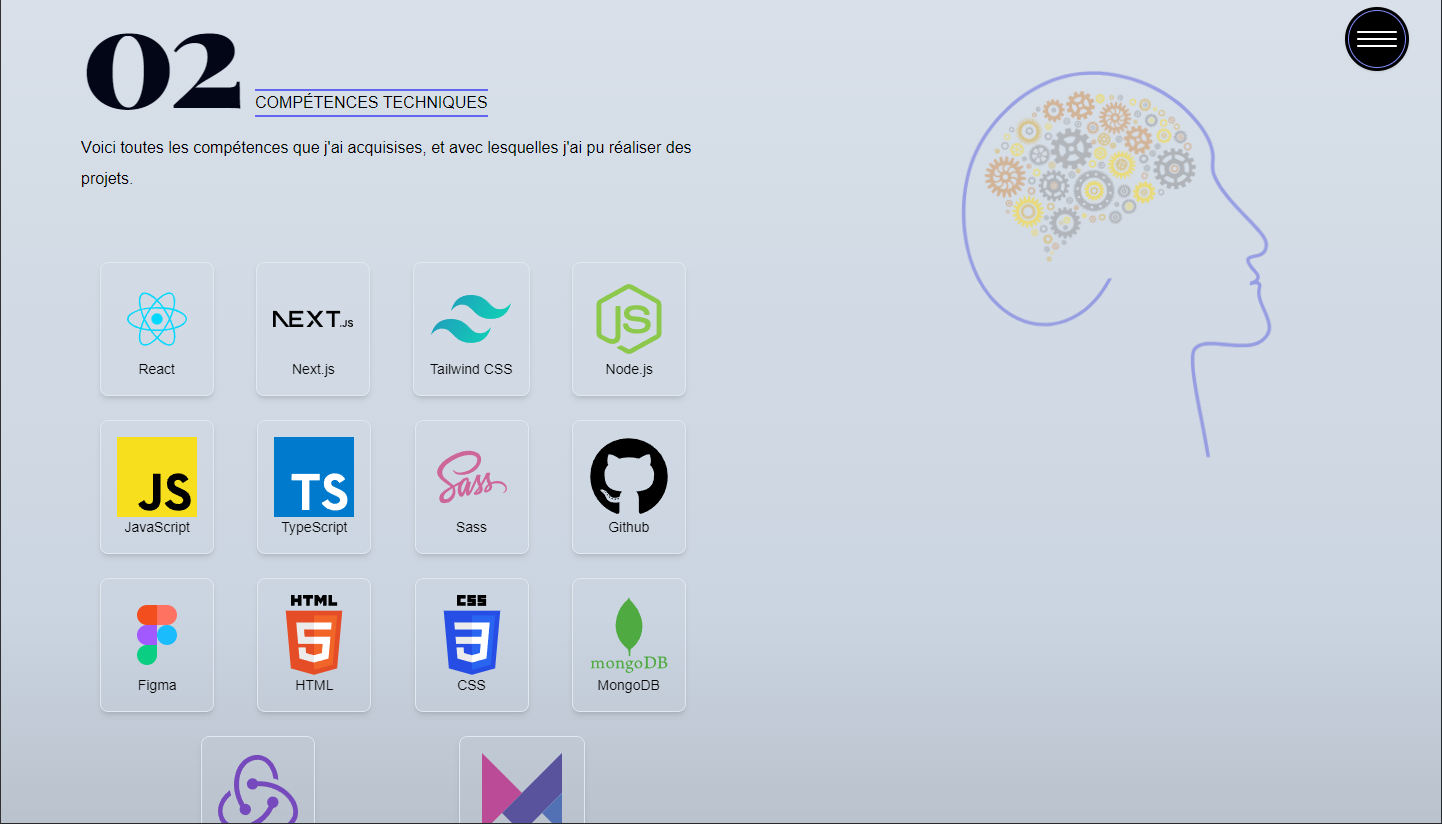 02
COMPÉTENCES TECHNIQUES
Voici toutes les compétences que j'ai acquisises, et avec lesquelles j'ai pu réaliser des
projets.
NEXT.JS
JS
React
Next.js
Tailwind CSS
Node.js
JS
TS
Sass
JavaScript
TypeScript
Sass
Github
HTML
5
CSS
3
mongoDB
Figma
HTML
CSS
MongoDB